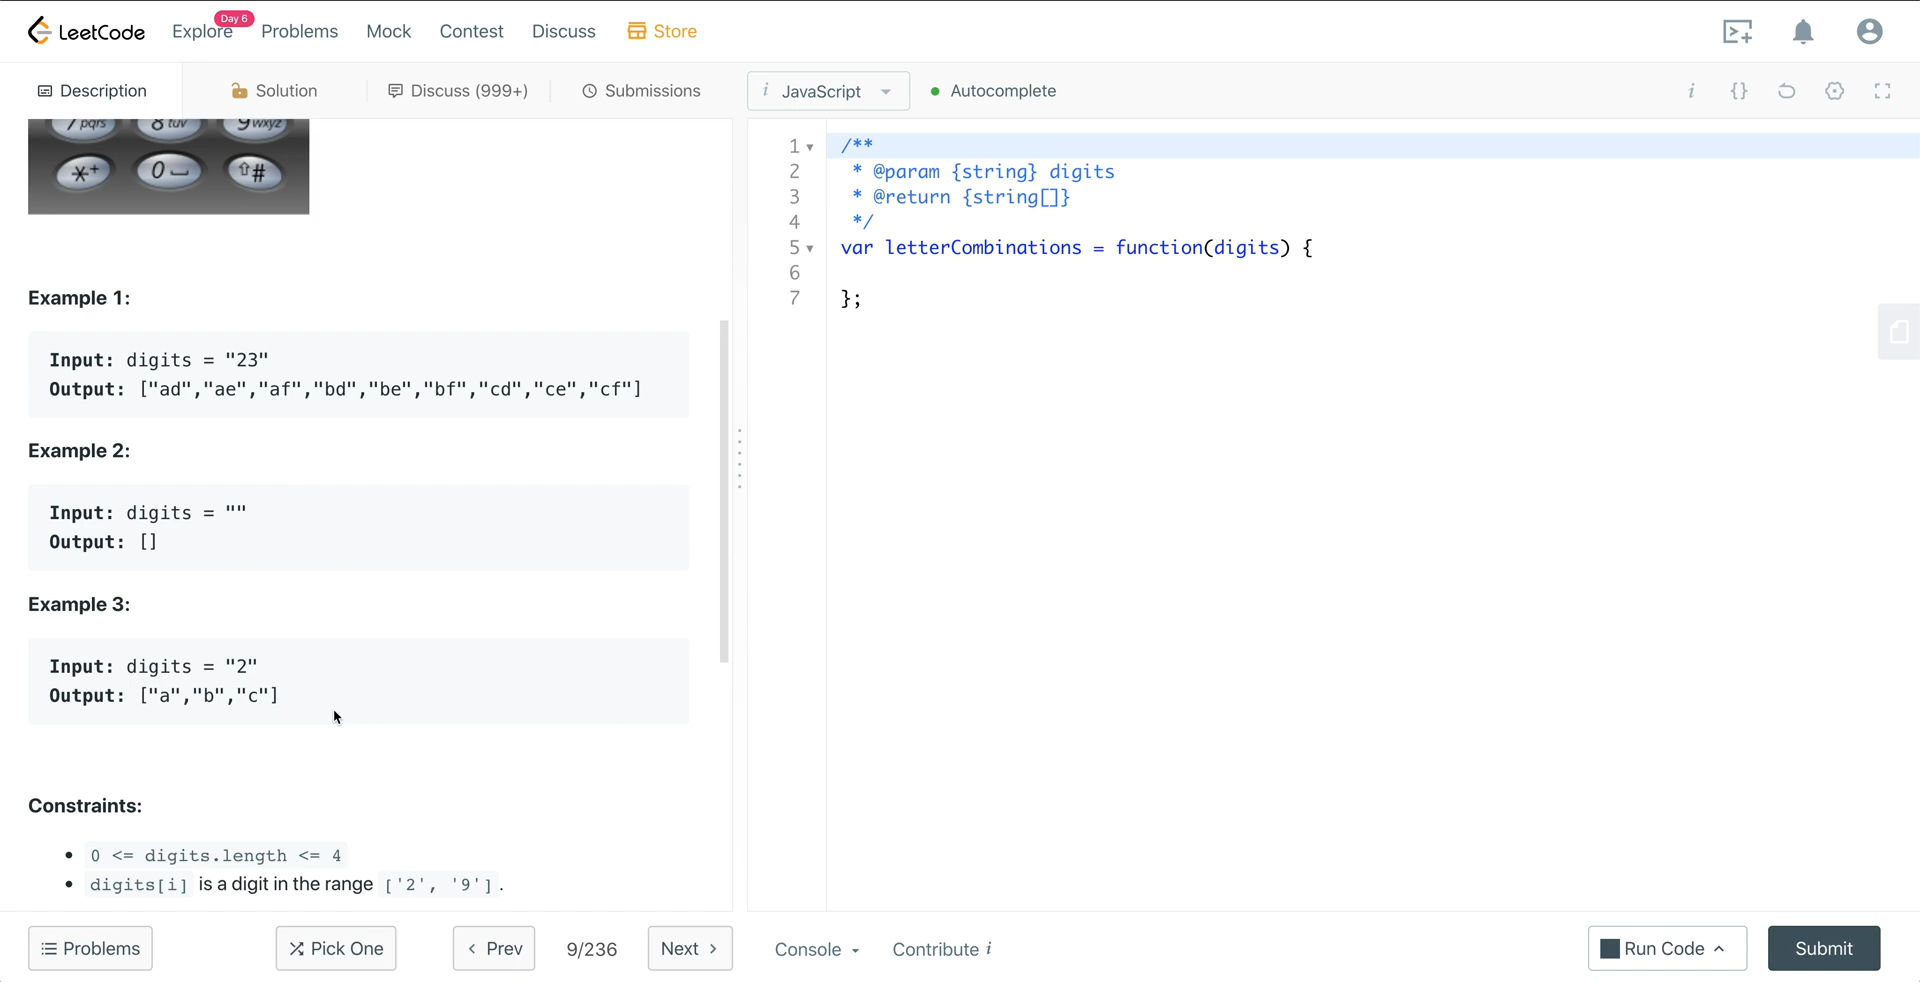 LeetCode Explore Day 6 Problems Mock Contest Discuss Store
Description Solution Discuss (999+) Submissions i JavaScript Autocomplete i {}
7 pqrs 8 tuv 9 wxyz
*+ 0 #
Example 1:
Input: digits = "23"
Output: ["ad","ae","af","bd","be","bf","cd","ce","cf"]
Example 2:
Input: digits = ""
Output: []
Example 3:
Input: digits = "2"
Output: ["a","b","c"]
Constraints:
• 0 <= digits.length <= 4
• digits[i] is a digit in the range ['2', '9'].
1 /**
2 * @param {string} digits
3 * @return {string[]}
4 */
5 var letterCombinations = function(digits) {
6
7 };
Problems Pick One < Prev 9/236 Next > Console Contribute i Run Code Submit